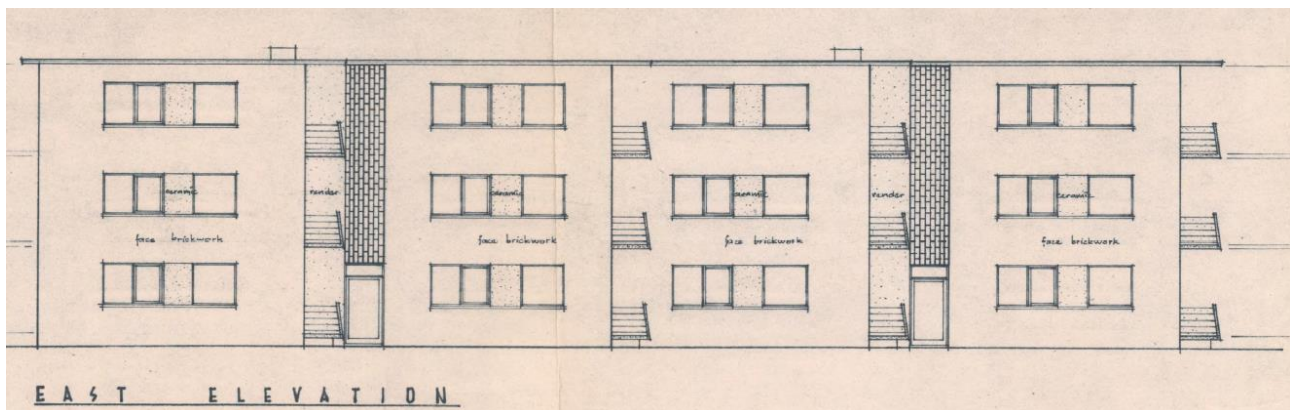 ceramic render ceramic ceramic render ceramic
face brickwork face brickwork face brickwork face brickwork
EAST ELEVATION